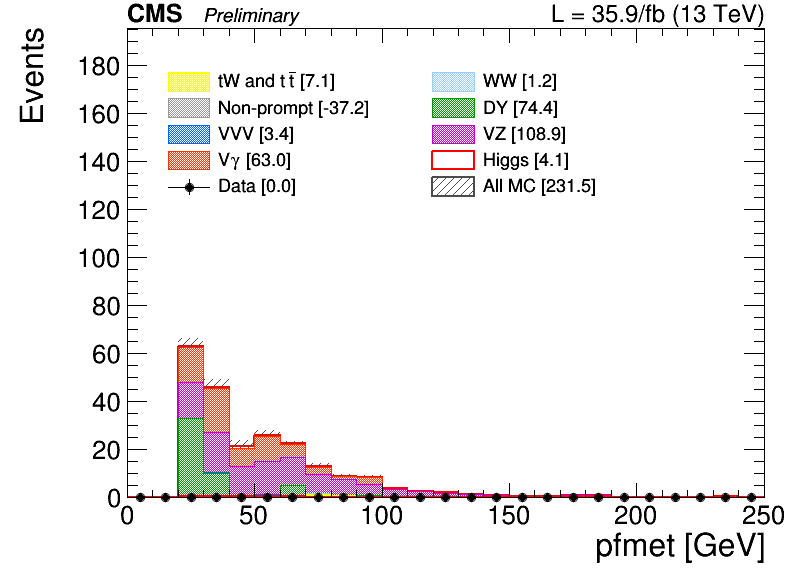 CMS Preliminary L = 35.9/fb (13 TeV)
Events
180
160
140
120
100
80
60
40
20
0
tW and t t̄ [7.1]
Non-prompt [-37.2]
VVV [3.4]
Vγ [63.0]
Data [0.0]
WW [1.2]
DY [74.4]
VZ [108.9]
Higgs [4.1]
All MC [231.5]
0 50 100 150 200 250
pfmet [GeV]